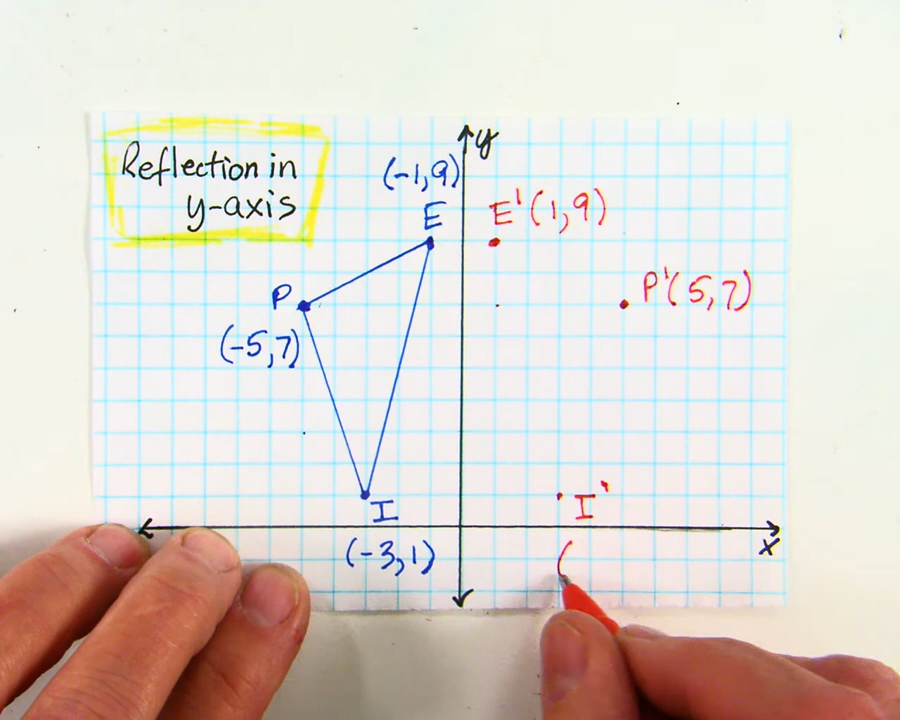 Reflection in
y-axis
y
(-1,9)
E
E'(1,9)
P
(-5,7)
P'(5,7)
I
(-3,1)
I'
(
x